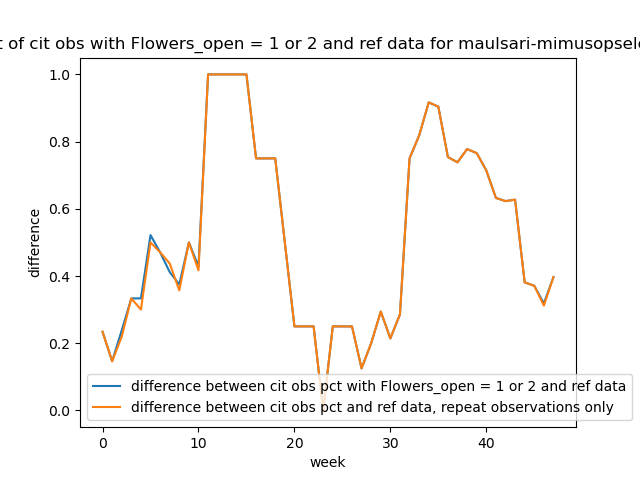 of cit obs with Flowers_open = 1 or 2 and ref data for
1.0
0.8
0.6
0.4
0.2
0.0
difference
difference between cit obs pct with Flowers_open = 1 or 2 and ref data
difference between cit obs pct and ref data, repeat observations only
0 10 20 30 40
week